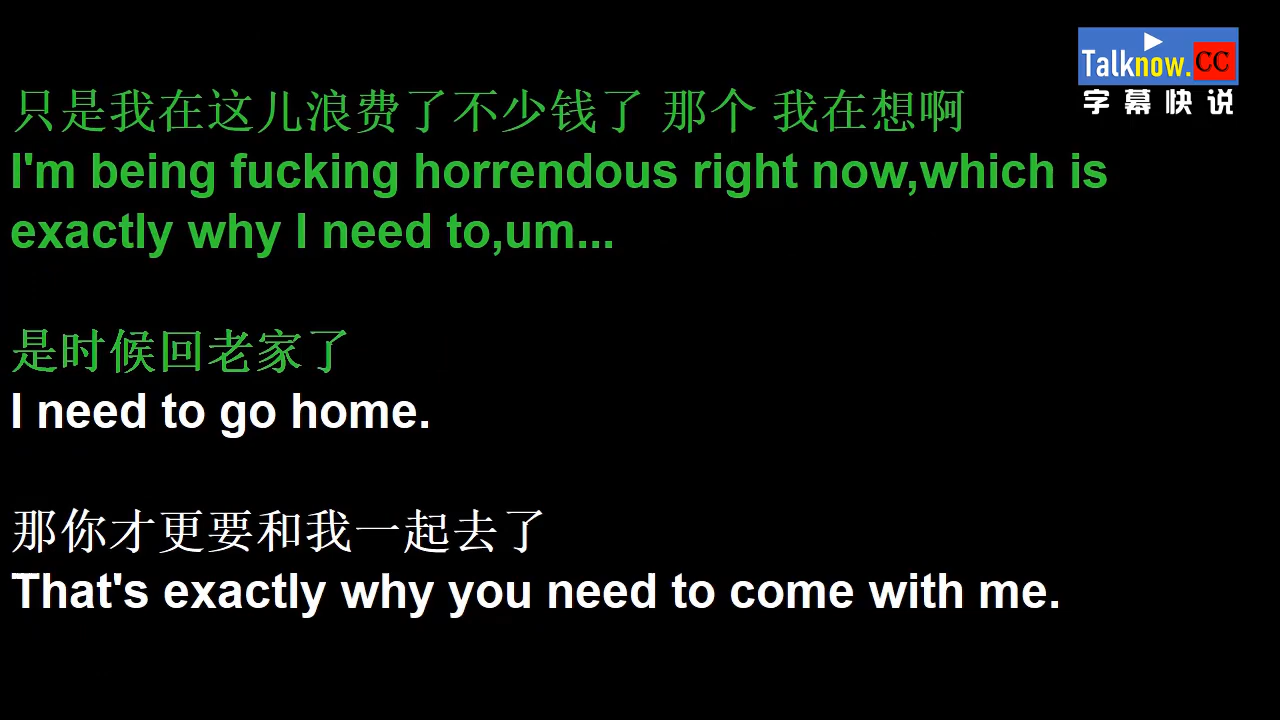 Talknow.CC
字幕快说
只是我在这儿浪费了不少钱了 那个 我在想啊
I'm being fucking horrendous right now,which is
exactly why I need to,um...
是时候回老家了
I need to go home.
那你才更要和我一起去了
That's exactly why you need to come with me.